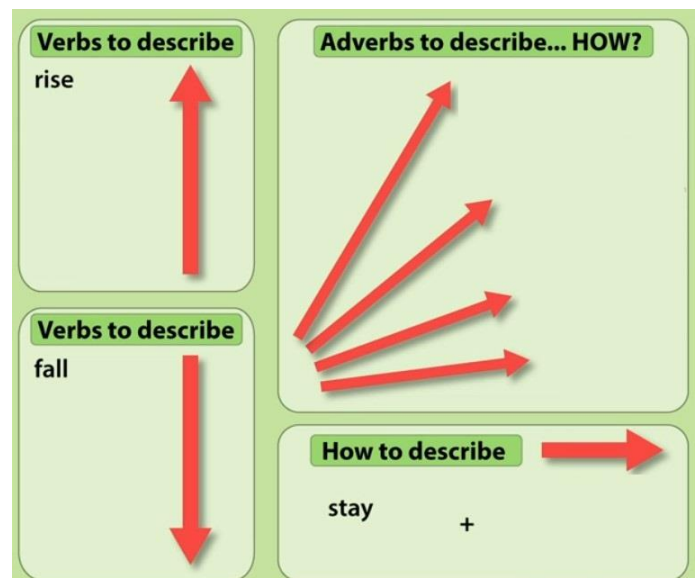 Verbs to describe
rise
Verbs to describe
fall
Adverbs to describe... HOW?
How to describe
stay
+